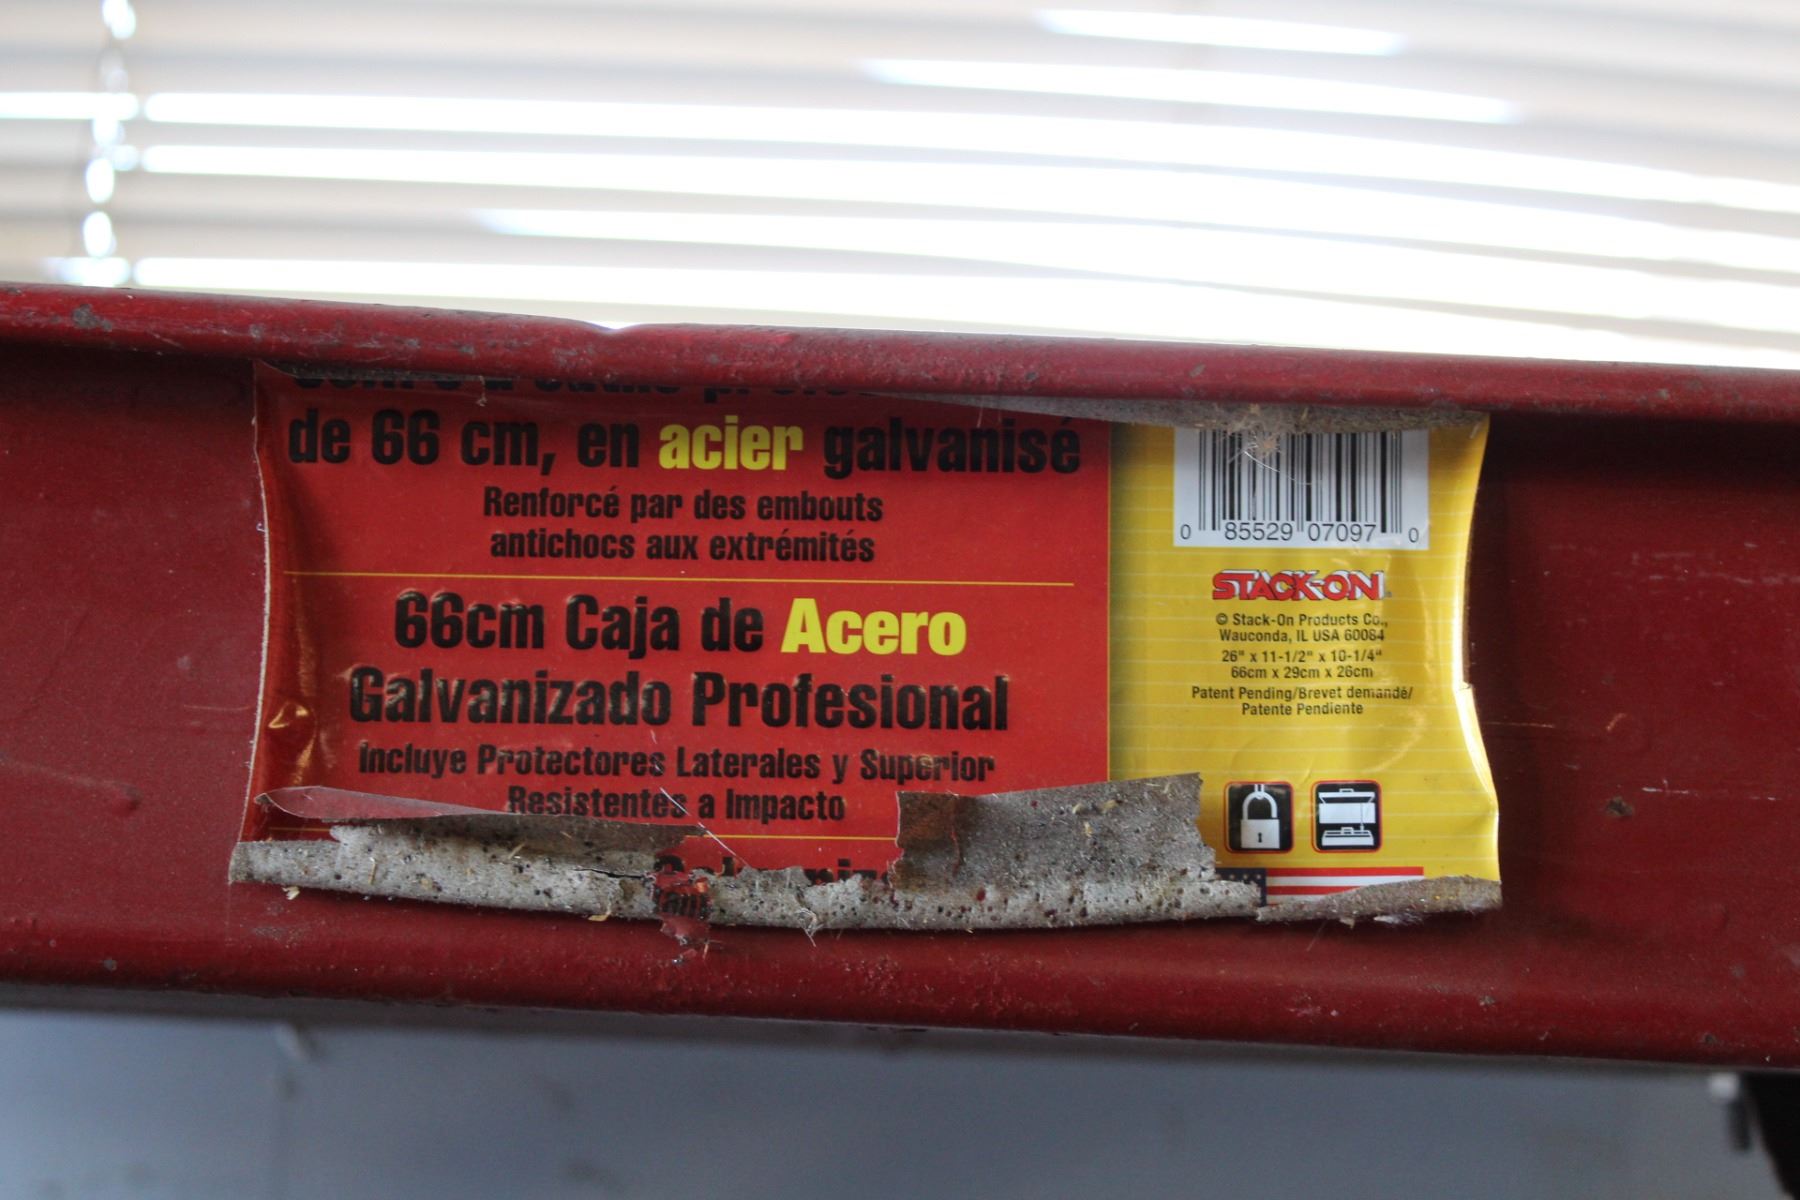 de 66 cm, en acier galvanisé
Renforcé par des embouts
antichocs aux extrémités
66cm Caja de Acero
Galvanizado Profesional
Incluye Protectores Laterales y Superior
Resistentes a Impacto
0 85529 07097 0
STACK-ON
© Stack-On Products Co.,
Wauconda, IL USA 60084
26" x 11-1/2" x 10-1/4"
66cm x 29cm x 26cm
Patent Pending/Brevet demandé/
Patente Pendiente